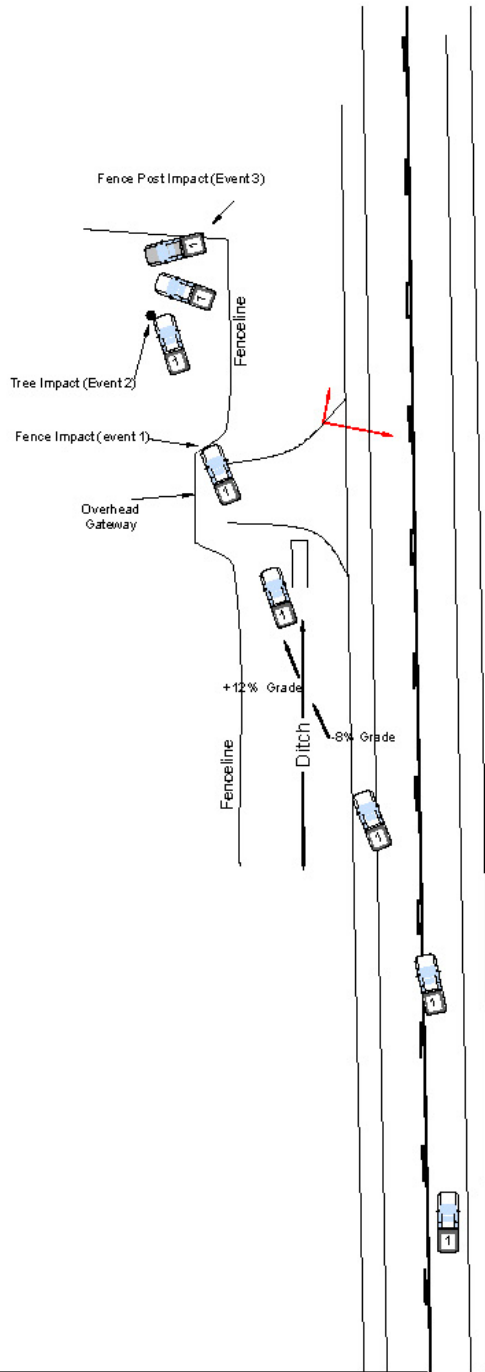 Fence Post Impact(Event 3)
1
1
Fenceline
1
Tree Impact (Event 2)
Fence Impact (event 1)
1
Overhead
Gateway
1
+12% Grade
-8% Grade
Ditch
Fenceline
1
1
1